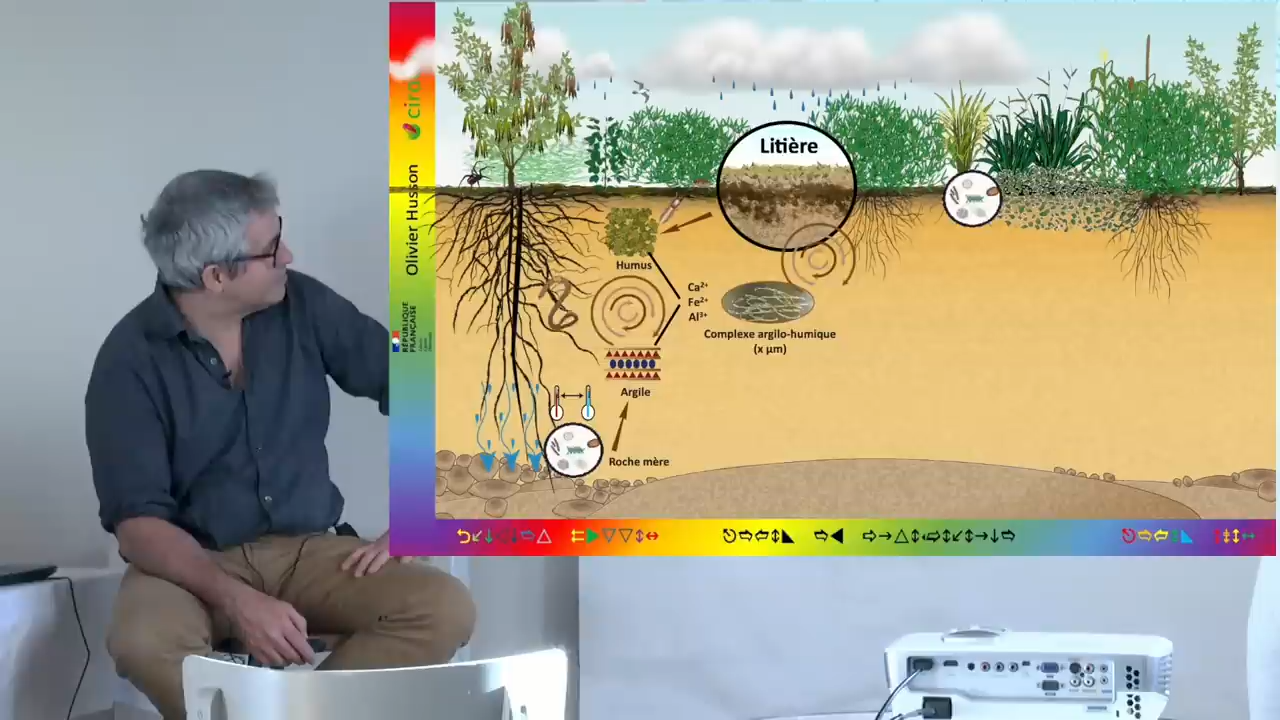 cirad
Olivier Husson
RÉPUBLIQUE
FRANÇAISE
Litière
Humus
Ca²⁺
Fe²⁺
Al³⁺
Complexe argilo-humique
(x µm)
Argile
Roche mère